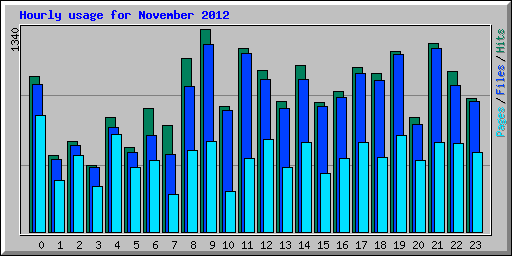 Hourly usage for November 2012
1340
Pages/Files/Hits
0 1 2 3 4 5 6 7 8 9 10 11 12 13 14 15 16 17 18 19 20 21 22 23